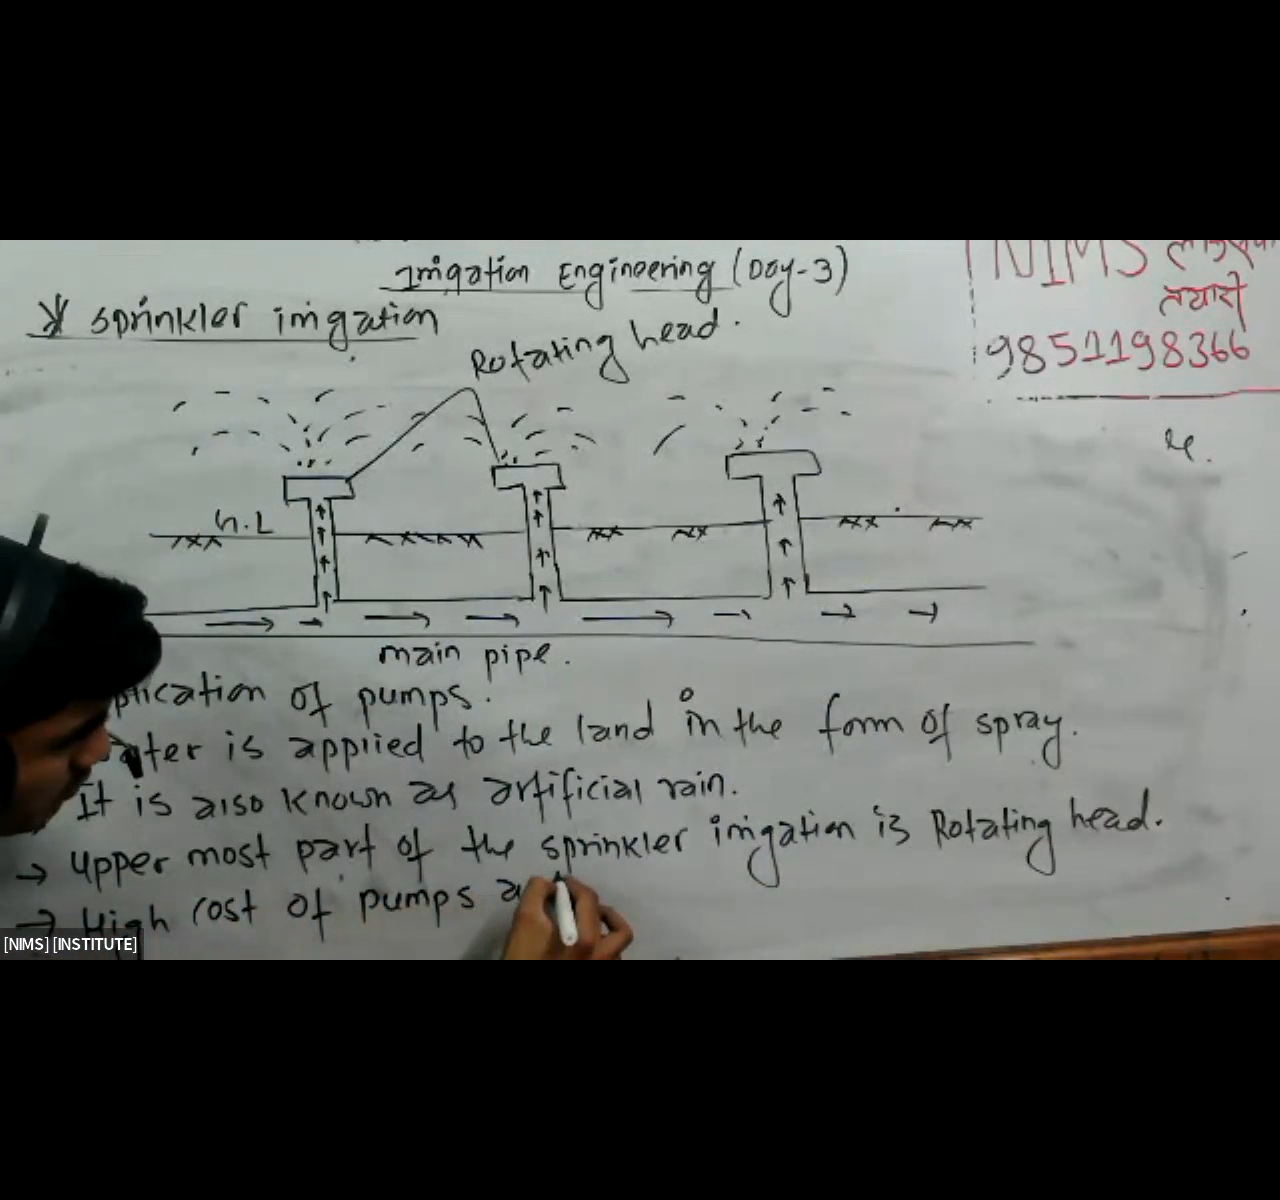 Irrigation Engineering (Day-3)
NIMS
तयारी
9851198366
* Sprinkler irrigation
Rotating head.
G.L
main pipe.
of pumps.
is applied to the land in the form of spray.
It is also known as artificial rain.
→ Upper most part of the sprinkler irrigation is Rotating head.
→ High cost of pumps
[NIMS] [INSTITUTE]